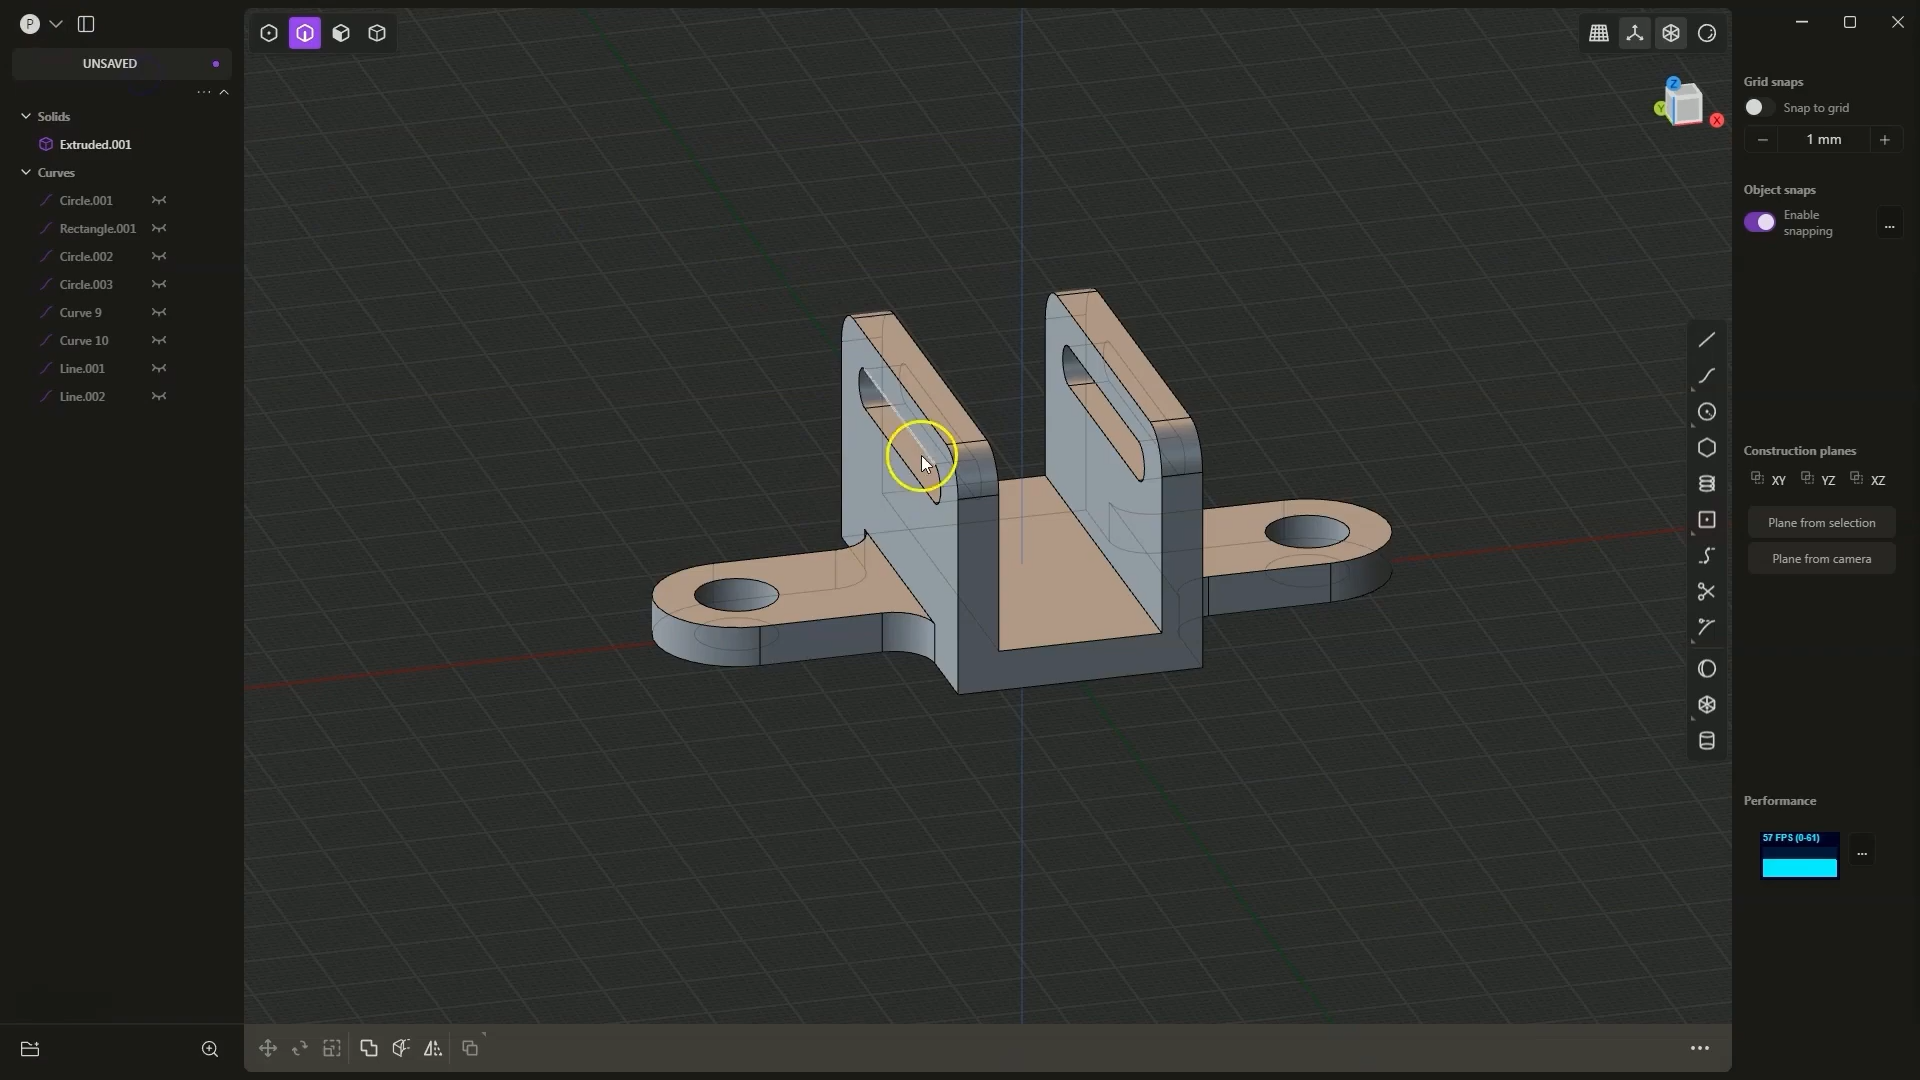 P
UNSAVED
Solids
Extruded.001
Curves
Circle.001
Rectangle.001
Circle.002
Circle.003
Curve 9
Curve 10
Line.001
Line.002
Z
Y
X
Grid snaps
Snap to grid
1 mm
Object snaps
Enable
snapping
Construction planes
XY YZ XZ
Plane from selection
Plane from camera
Performance
57 FPS (0-61)